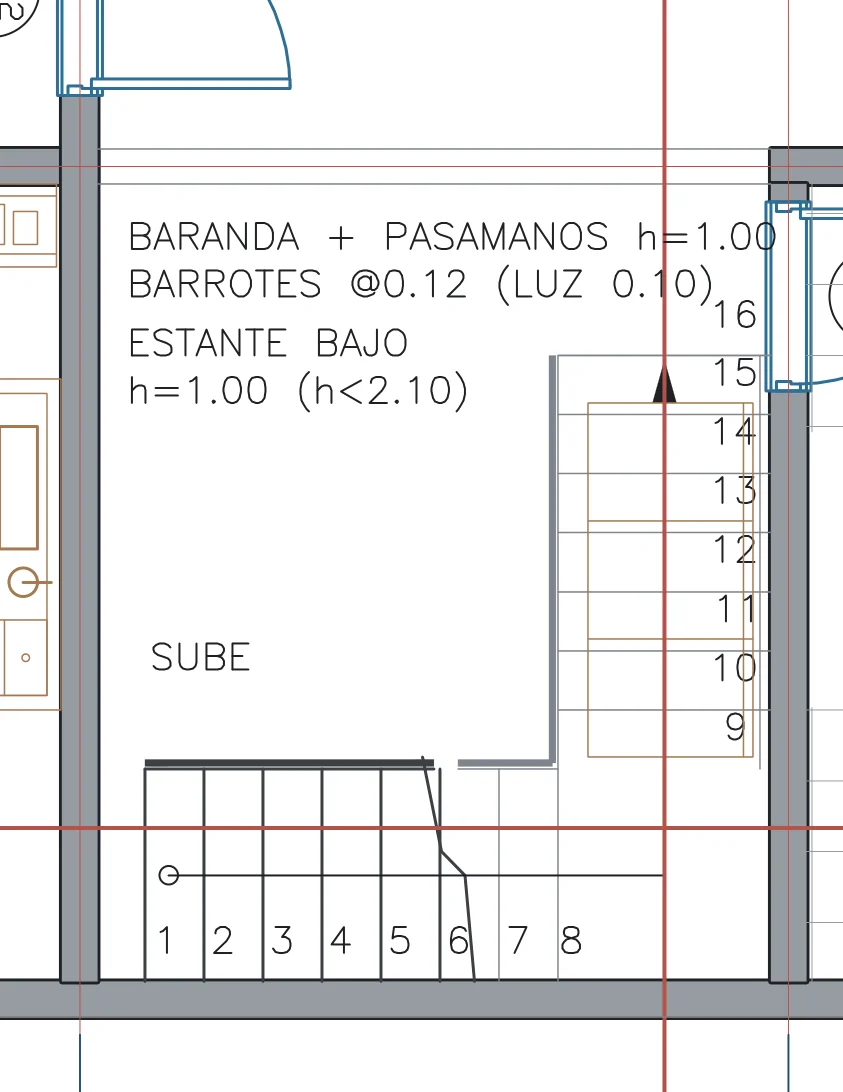 BARANDA + PASAMANOS h=1.00
BARROTES @0.12 (LUZ 0.10)
ESTANTE BAJO
h=1.00 (h<2.10)
16
15
14
13
12
11
10
9
SUBE
1 2 3 4 5 6 7 8